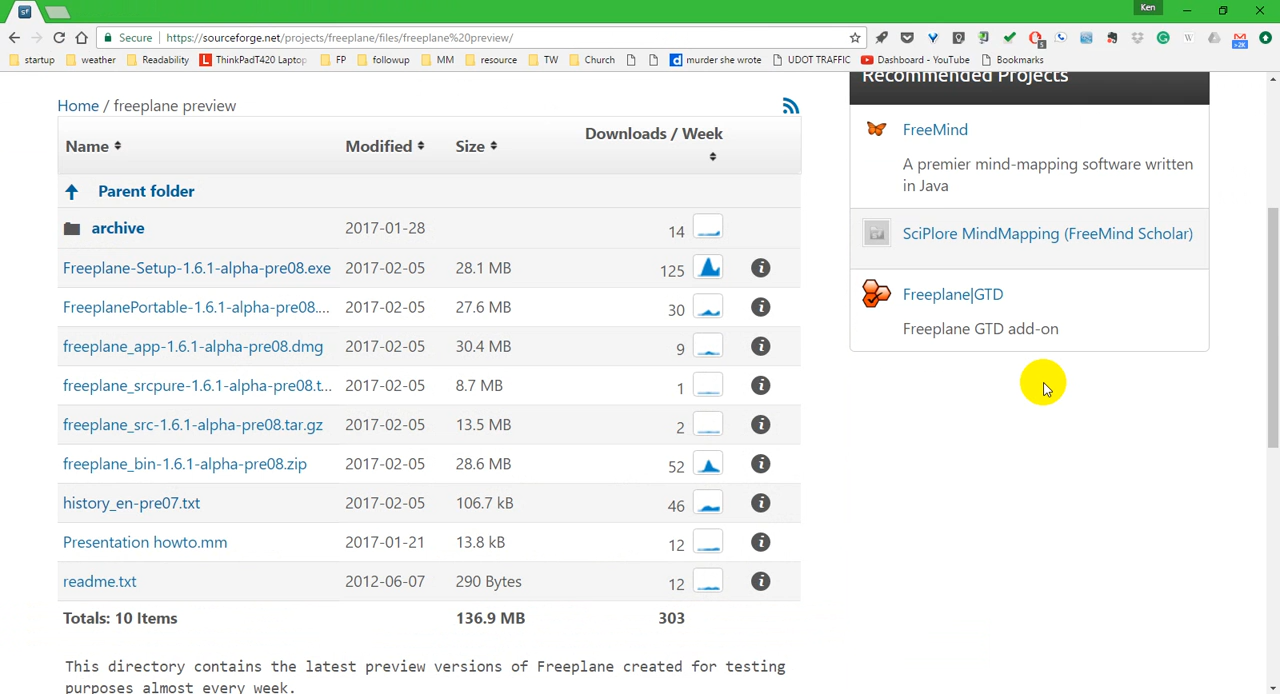 Ken
Secure https://sourceforge.net/projects/freeplane/files/freeplane%20preview/
startup weather Readability ThinkPadT420 Laptop FP followup MM resource TW Church murder she wrote UDOT TRAFFIC Dashboard - YouTube Bookmarks
Home / freeplane preview
Name Modified Size Downloads / Week
Parent folder
archive 2017-01-28 14
Freeplane-Setup-1.6.1-alpha-pre08.exe 2017-02-05 28.1 MB 125
FreeplanePortable-1.6.1-alpha-pre08.... 2017-02-05 27.6 MB 30
freeplane_app-1.6.1-alpha-pre08.dmg 2017-02-05 30.4 MB 9
freeplane_srcpure-1.6.1-alpha-pre08.t... 2017-02-05 8.7 MB 1
freeplane_src-1.6.1-alpha-pre08.tar.gz 2017-02-05 13.5 MB 2
freeplane_bin-1.6.1-alpha-pre08.zip 2017-02-05 28.6 MB 52
history_en-pre07.txt 2017-02-05 106.7 kB 46
Presentation howto.mm 2017-01-21 13.8 kB 12
readme.txt 2012-06-07 290 Bytes 12
Totals: 10 Items 136.9 MB 303
This directory contains the latest preview versions of Freeplane created for testing
purposes almost every week.
Recommended Projects
FreeMind
A premier mind-mapping software written
in Java
SciPlore MindMapping (FreeMind Scholar)
Freeplane|GTD
Freeplane GTD add-on